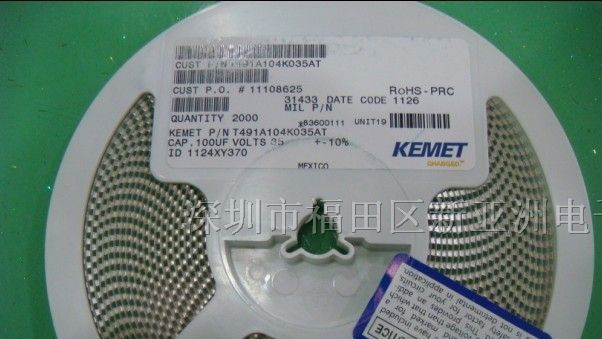 CUST P/N T491A104K035AT
CUST P.O. # 11108625
RoHS-PRC
31433 DATE CODE 1126
MIL P/N
QUANTITY 2000
83600111 UNIT19
KEMET P/N T491A104K035AT
CAP .100UF VOLTS 35 +-10%
ID 1124XY370
KEMET
CHARGED
MEXICO
深圳市福田区新亚洲电子